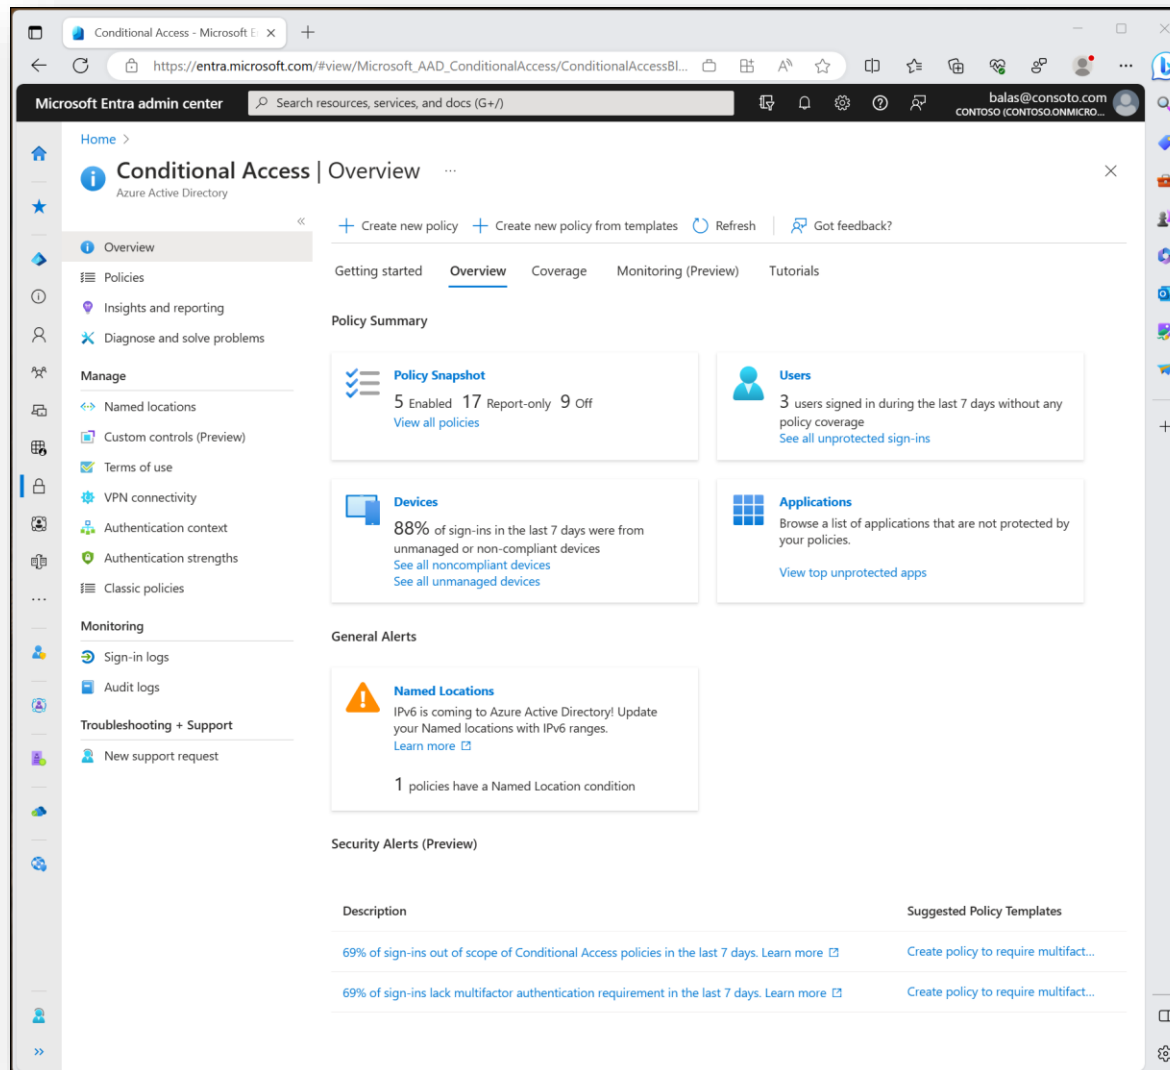 Conditional Access - Microsoft E
https://entra.microsoft.com/#view/Microsoft_AAD_ConditionalAccess/ConditionalAccessBl...
Microsoft Entra admin center
Search resources, services, and docs (G+/)
balas@consoto.com
CONTOSO (CONTOSO.ONMICRO...
Home >
Conditional Access | Overview ...
Azure Active Directory
«
Overview
Policies
Insights and reporting
Diagnose and solve problems
Manage
Named locations
Custom controls (Preview)
Terms of use
VPN connectivity
Authentication context
Authentication strengths
Classic policies
Monitoring
Sign-in logs
Audit logs
Troubleshooting + Support
New support request
Create new policy
Create new policy from templates
Refresh
Got feedback?
Getting started
Overview
Coverage
Monitoring (Preview)
Tutorials
Policy Summary
Policy Snapshot
5 Enabled 17 Report-only 9 Off
View all policies
Users
3 users signed in during the last 7 days without any
policy coverage
See all unprotected sign-ins
Devices
88% of sign-ins in the last 7 days were from
unmanaged or non-compliant devices
See all noncompliant devices
See all unmanaged devices
Applications
Browse a list of applications that are not protected by
your policies.
View top unprotected apps
General Alerts
Named Locations
IPv6 is coming to Azure Active Directory! Update
your Named locations with IPv6 ranges.
Learn more
1 policies have a Named Location condition
Security Alerts (Preview)
Description
Suggested Policy Templates
69% of sign-ins out of scope of Conditional Access policies in the last 7 days. Learn more
Create policy to require multifact...
69% of sign-ins lack multifactor authentication requirement in the last 7 days. Learn more
Create policy to require multifact...